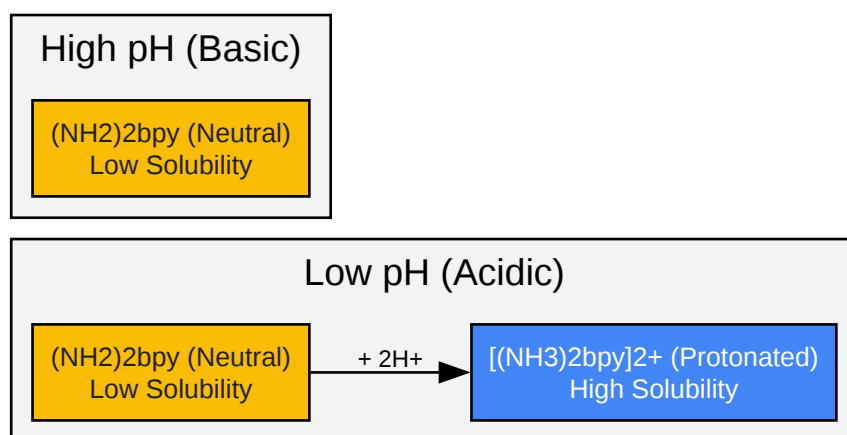 High pH (Basic)
(NH2)2bpy (Neutral)
Low Solubility
Low pH (Acidic)
(NH2)2bpy (Neutral)
Low Solubility
+ 2H+
[(NH3)2bpy]2+ (Protonated)
High Solubility